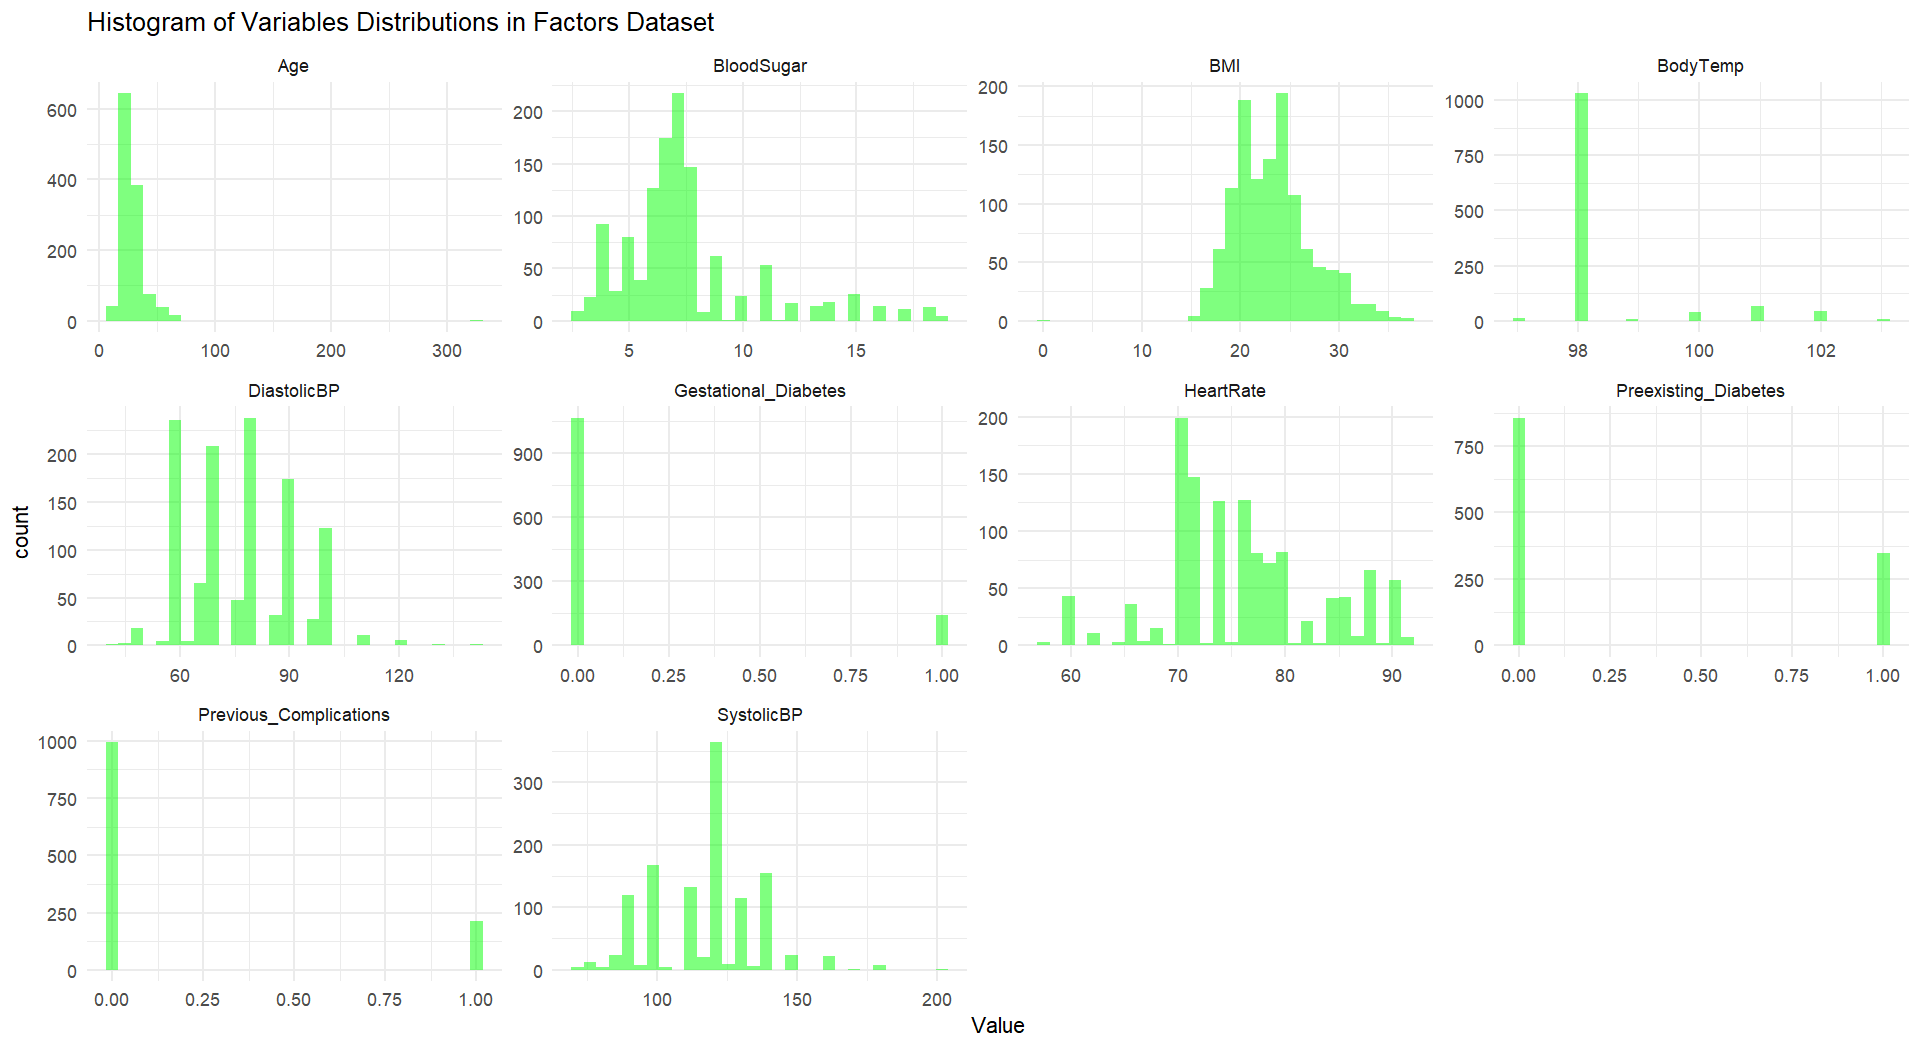 Histogram of Variables Distributions in Factors Dataset
Age
BloodSugar
BMI
BodyTemp
600
400
200
0
0 100 200 300
200
150
100
50
0
5 10 15
200
150
100
50
0
0 10 20 30
1000
750
500
250
0
98 100 102
DiastolicBP
Gestational_Diabetes
HeartRate
Preexisting_Diabetes
200
150
100
50
0
60 90 120
900
600
300
0
0.00 0.25 0.50 0.75 1.00
200
150
100
50
0
60 70 80 90
750
500
250
0
0.00 0.25 0.50 0.75 1.00
count
Previous_Complications
SystolicBP
1000
750
500
250
0
0.00 0.25 0.50 0.75 1.00
300
200
100
0
100 150 200
Value